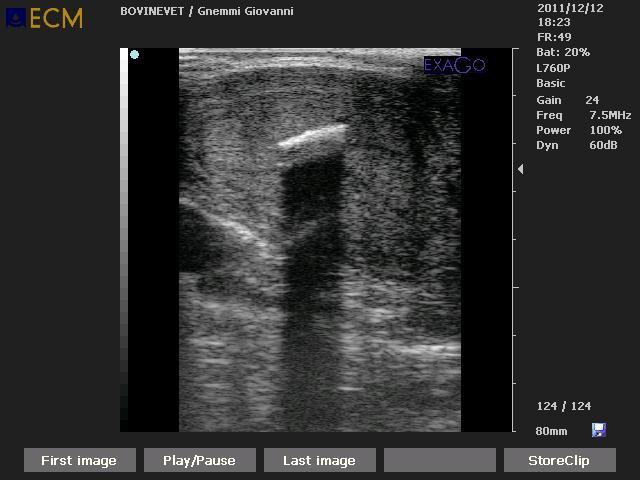 ECM
BOVINEVET / Gnemmi Giovanni
2011/12/12
18:23
FR:49
Bat: 20%
L760P
Basic
Gain 24
Freq 7.5MHz
Power 100%
Dyn 60dB
EXAGO
124 / 124
80mm
First image
Play/Pause
Last image
StoreClip